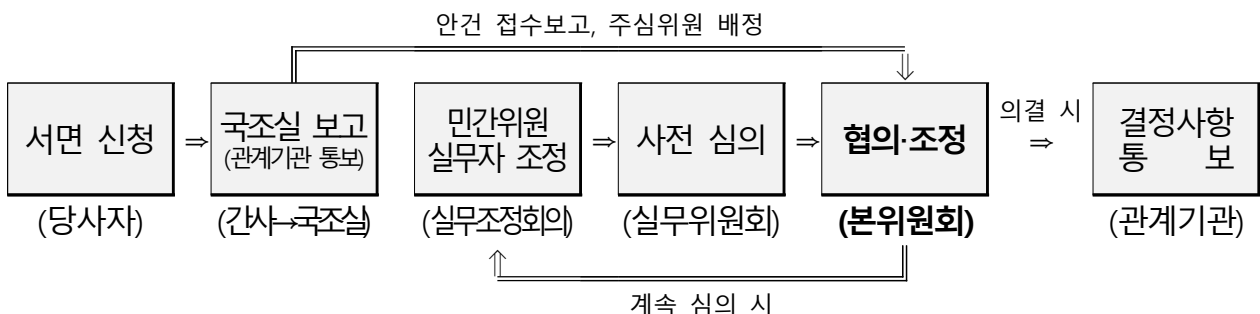 안건 접수보고, 주심위원 배정
서면 신청 ⇒ 국조실 보고 (관계기관 통보) 민간위원 실무자 조정 ⇒ 사전 심의 ⇒ 협의·조정 의결 시 ⇒ 결정사항 통 보
(당사자) (간사→국조실) (실무조정회의) (실무위원회) (본위원회) (관계기관)
계속 심의 시